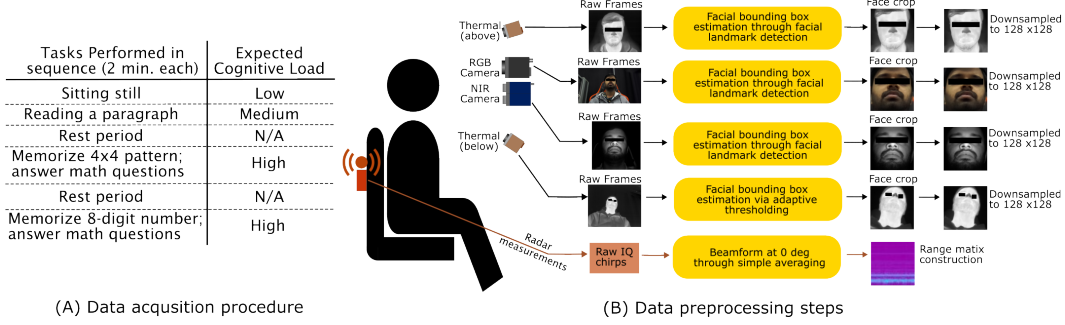 Tasks Performed in
sequence (2 min. each)
Expected
Cognitive Load
Sitting still
Low
Reading a paragraph
Medium
Rest period
N/A
Memorize 4x4 pattern;
answer math questions
High
Rest period
N/A
Memorize 8-digit number;
answer math questions
High
(A) Data acqusition procedure
Thermal
(above)
Raw Frames
Facial bounding box
estimation through facial
landmark detection
Face crop
Downsampled
to 128 x128
RGB
Camera
NIR
Camera
Raw Frames
Facial bounding box
estimation through facial
landmark detection
Face crop
Downsampled
to 128x128
Raw Frames
Facial bounding box
estimation through facial
landmark detection
Face crop
Downsampled
to 128x128
Thermal
(below)
Raw Frames
Facial bounding box
estimation via adaptive
thresholding
Face crop
Downsampled
to 128x128
Radar
measurements
Raw IQ
chirps
Beamform at 0 deg
through simple averaging
Range matix
construction
(B) Data preprocessing steps